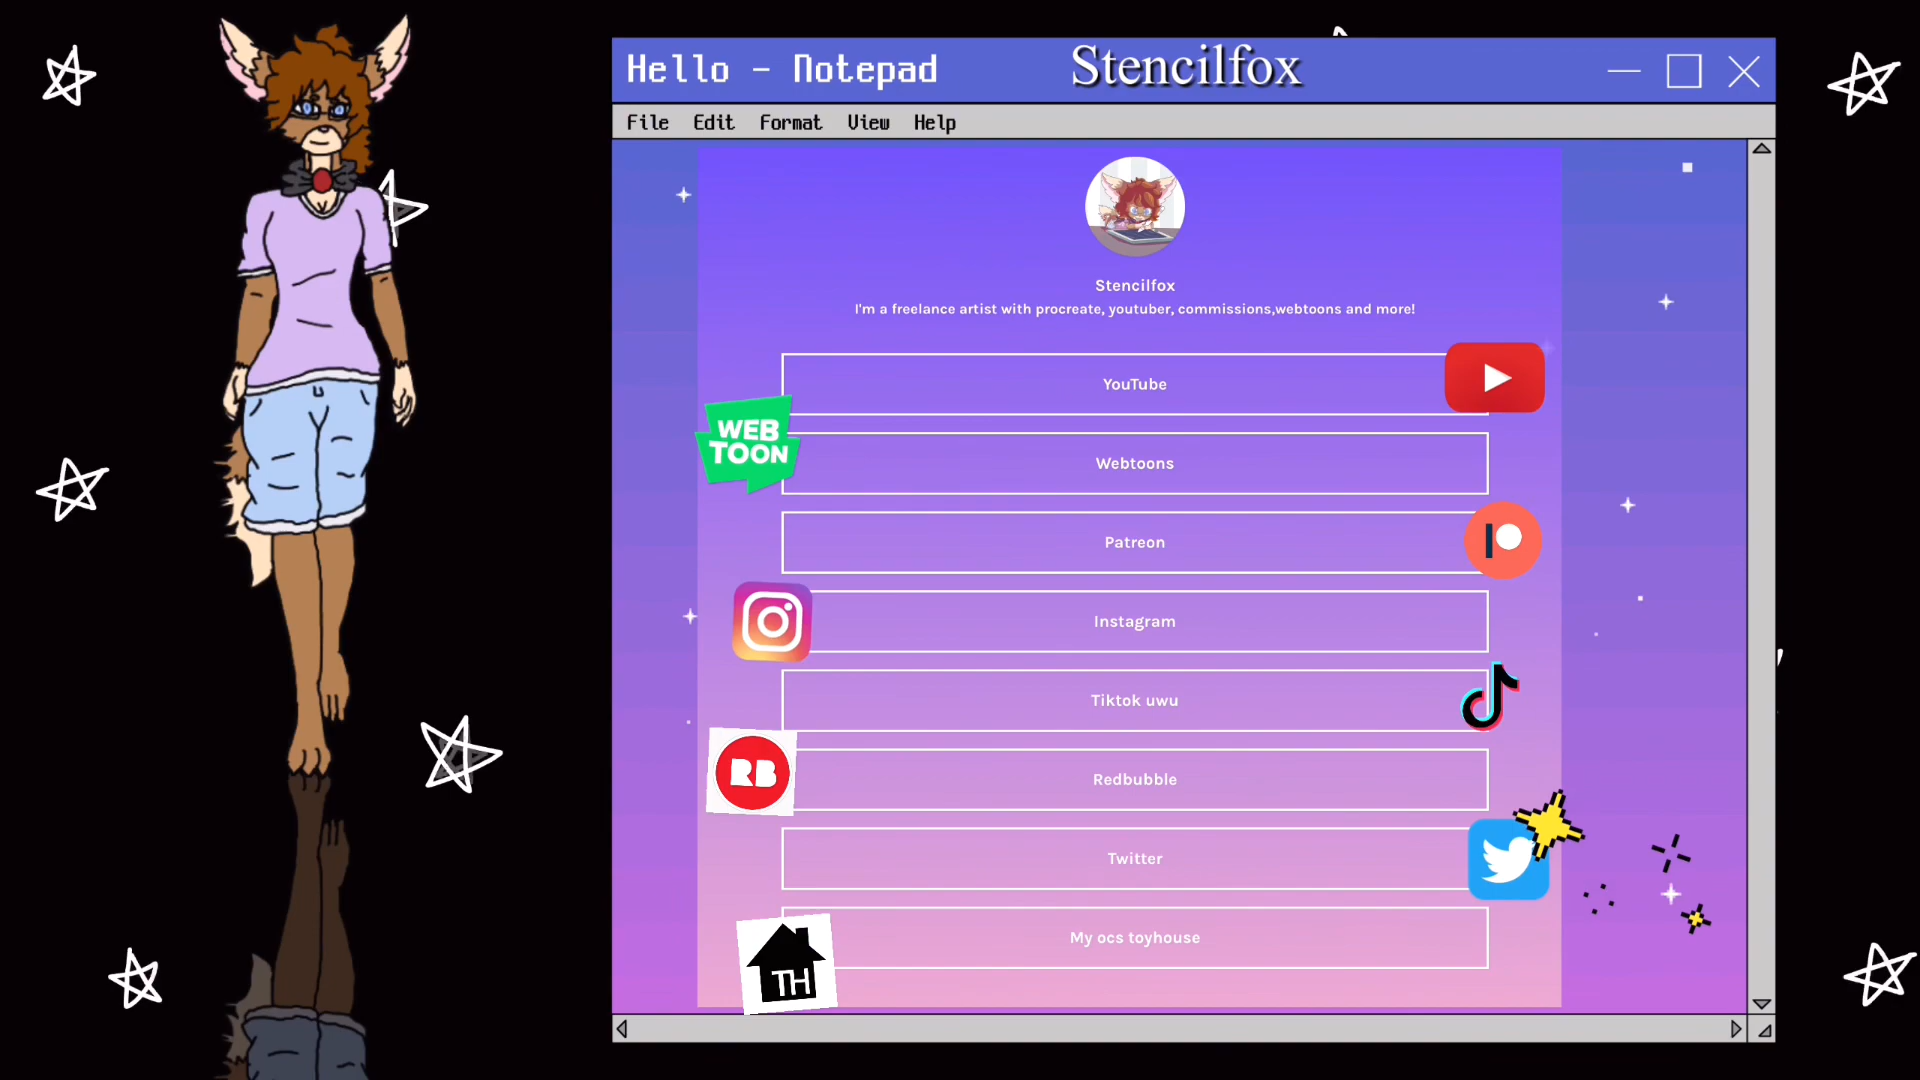 Hello - Notepad
Stencilfox
File Edit Format View Help
Stencilfox
I'm a freelance artist with procreate, youtuber, commissions,webtoons and more!
YouTube
WEB
TOON
Webtoons
Patreon
Instagram
Tiktok uwu
RB
Redbubble
Twitter
My ocs toyhouse
TH